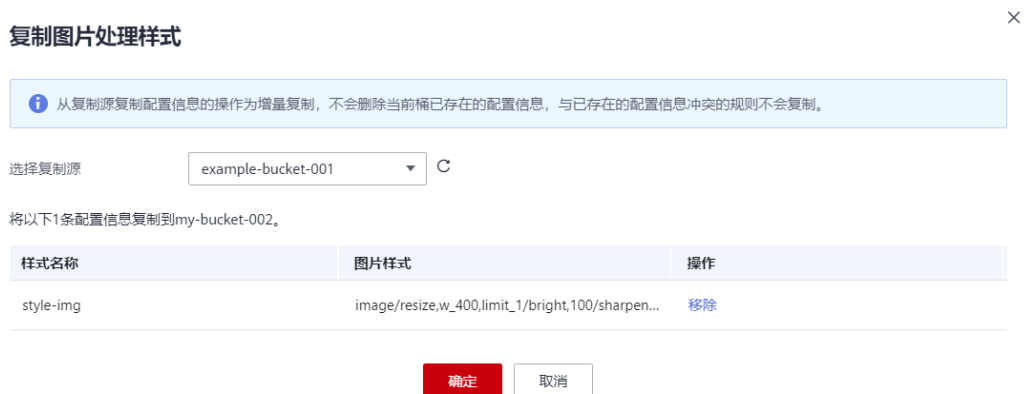 复制图片处理样式
从复制源复制配置信息的操作为增量复制，不会删除当前桶已存在的配置信息，与已存在的配置信息冲突的规则不会复制。
选择复制源 example-bucket-001
将以下1条配置信息复制到my-bucket-002。
样式名称 图片样式 操作
style-img image/resize,w_400,limit_1/bright,100/sharpen... 移除
确定 取消